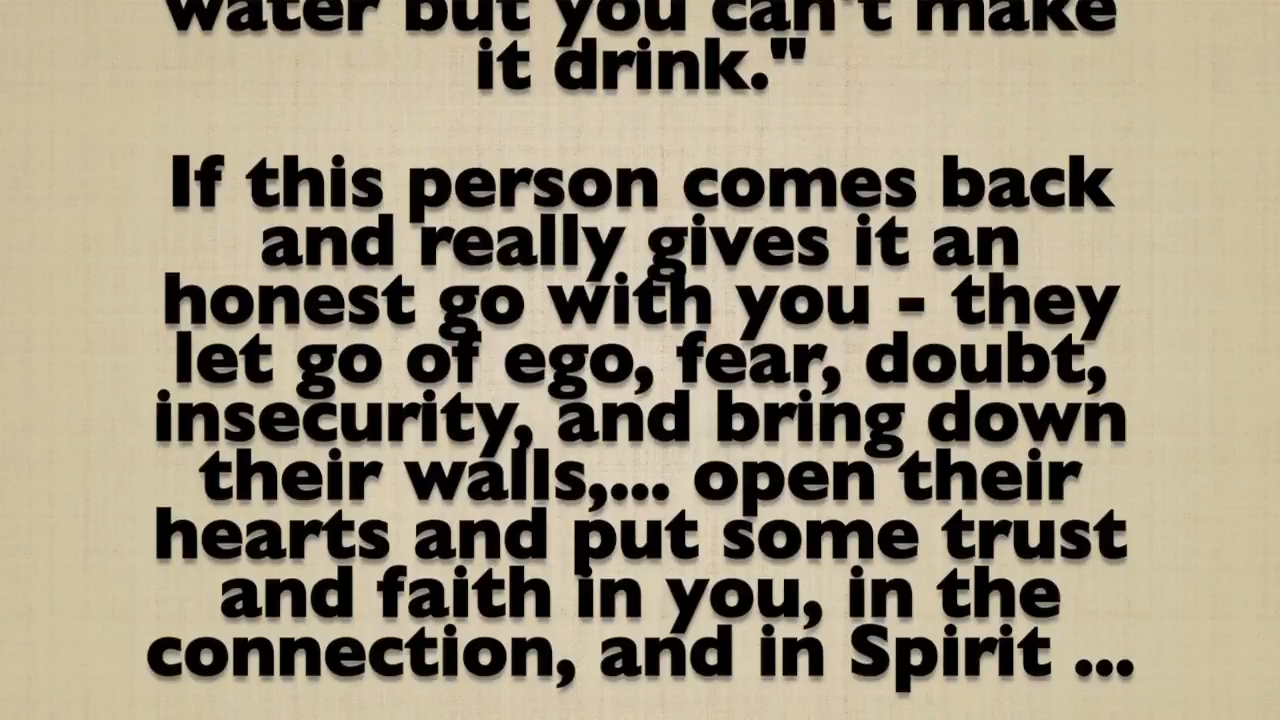 water but you can't make
it drink."
If this person comes back
and really gives it an
honest go with you - they
let go of ego, fear, doubt,
insecurity, and bring down
their walls,... open their
hearts and put some trust
and faith in you, in the
connection, and in Spirit ...